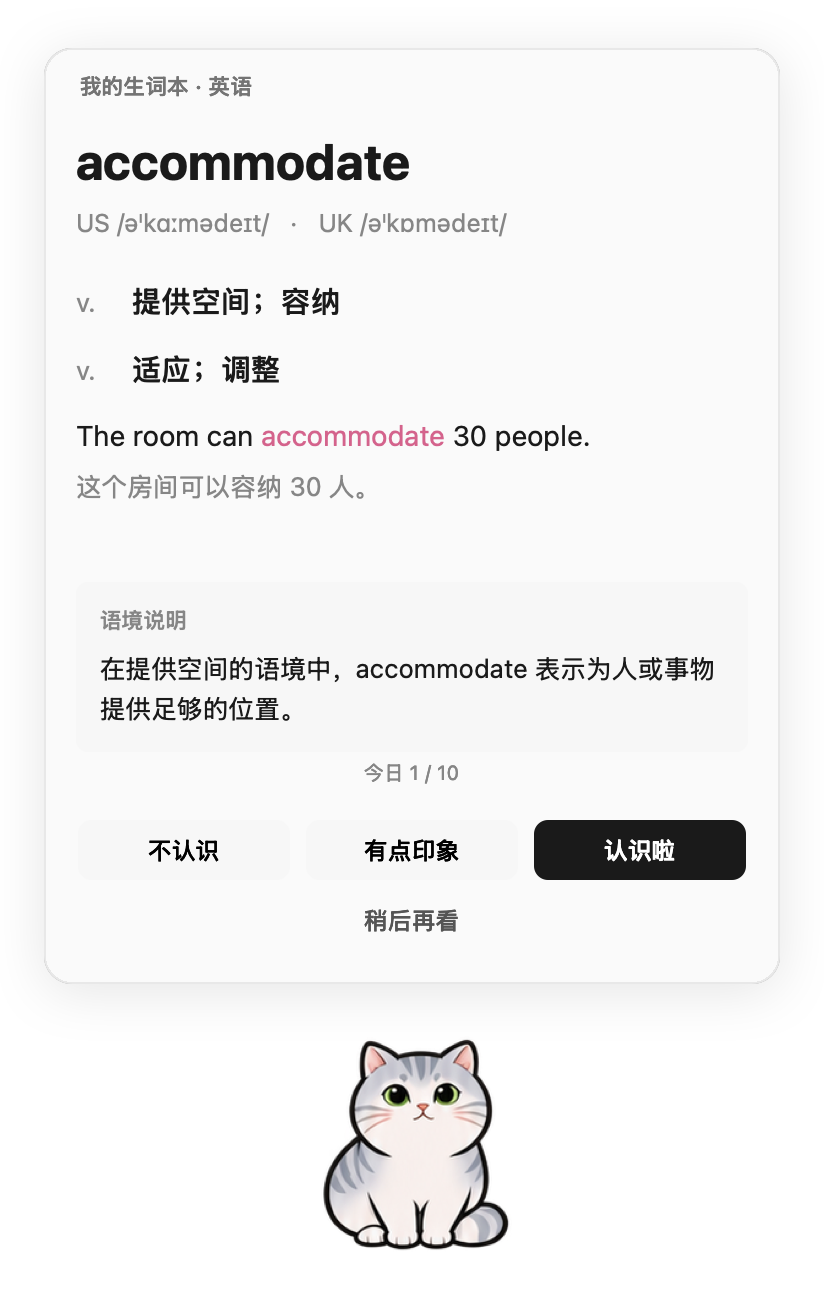 我的生词本 · 英语
accommodate
US /əˈkɑːmədeɪt/ · UK /əˈkɒmədeɪt/
v. 提供空间；容纳
v. 适应；调整
The room can accommodate 30 people.
这个房间可以容纳 30 人。
语境说明
在提供空间的语境中，accommodate 表示为人或事物
提供足够的位置。
今日 1 / 10
不认识 有点印象 认识啦
稍后再看